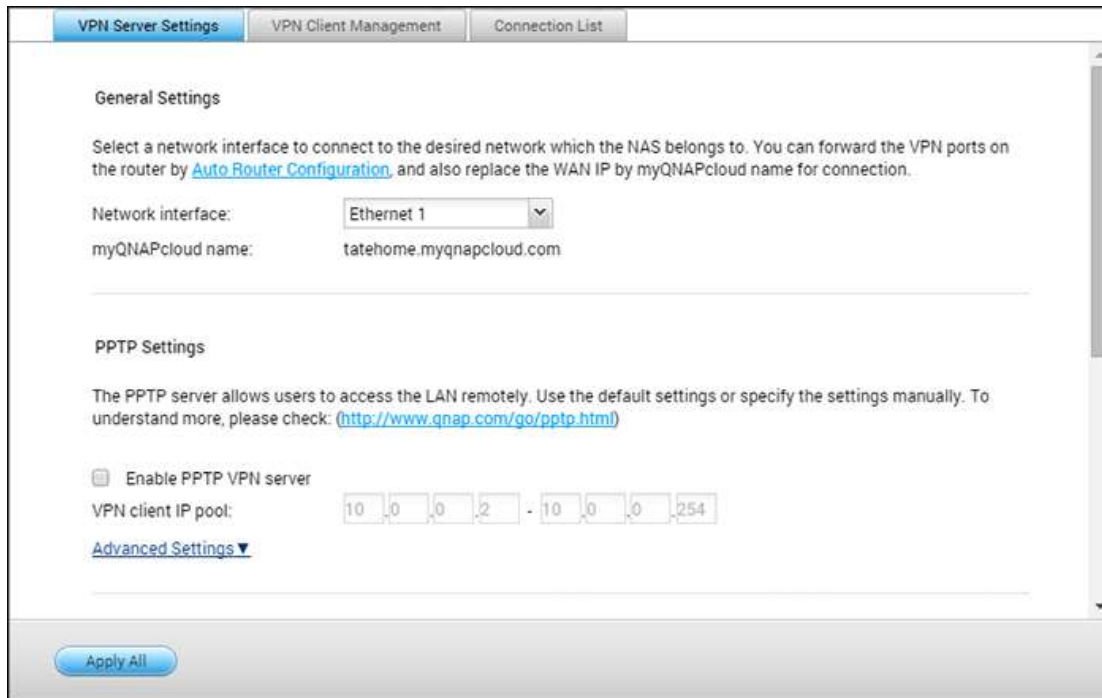 VPN Server Settings VPN Client Management Connection List
General Settings
Select a network interface to connect to the desired network which the NAS belongs to. You can forward the VPN ports on
the router by Auto Router Configuration, and also replace the WAN IP by myQNAPcloud name for connection.
Network interface: Ethernet 1
myQNAPcloud name: tatehome.myqnapcloud.com
PPTP Settings
The PPTP server allows users to access the LAN remotely. Use the default settings or specify the settings manually. To
understand more, please check: (http://www.qnap.com/go/pptp.html)
Enable PPTP VPN server
VPN client IP pool: 10 .0 .0 .2 - 10 .0 .0 .254
Advanced Settings▼
Apply All